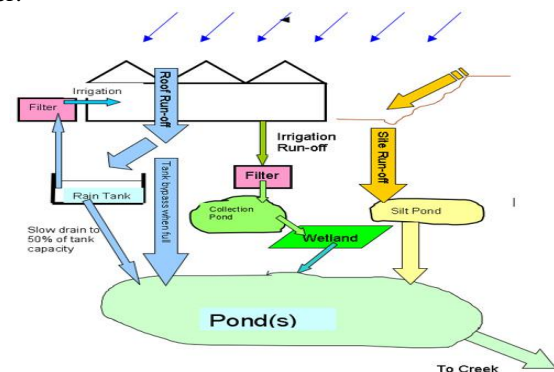 er.
Irrigation
Filter
Roof Run-off
Irrigation
Run-off
Site Run-off
Filter
Tank bypass when full
Rain Tank
Collection
Pond
Silt Pond
Slow drain to
50% of tank
capacity
Wetland
Pond(s)
To Creek